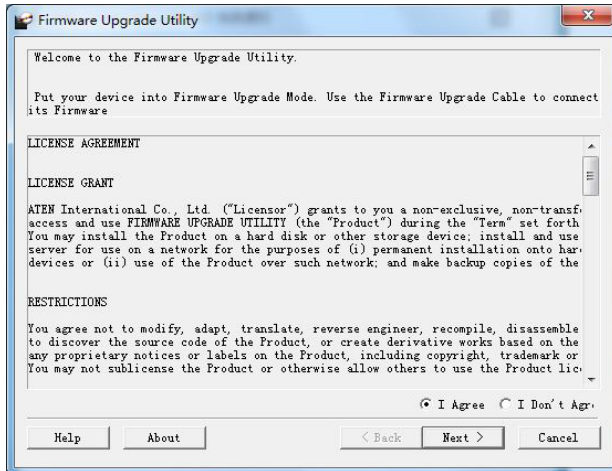 Firmware Upgrade Utility
Welcome to the Firmware Upgrade Utility.
Put your device into Firmware Upgrade Mode. Use the Firmware Upgrade Cable to connect
its Firmware
LICENSE AGREEMENT
LICENSE GRANT
ATEN International Co., Ltd. ("Licensor") grants to you a non-exclusive,
access and use FIRMWARE UPGRADE UTILITY (the "Product") during the "Term" set forth
You may install the Product on a hard disk or other storage device; install and use
server for use on a network for the purposes of (i) permanent installation onto
devices or (ii) use of the Product over such network; and make backup copies of the
RESTRICTIONS
You agree not to modify, adapt, translate, reverse engineer, recompile, disassemble
to discover the source code of the Product, or create derivative works based on the
any proprietary notices or labels on the Product, including copyright, trademark or
You may not sublicense the Product or otherwise allow others to use the Product
I Agree I Don't
Help About < Back Next > Cancel